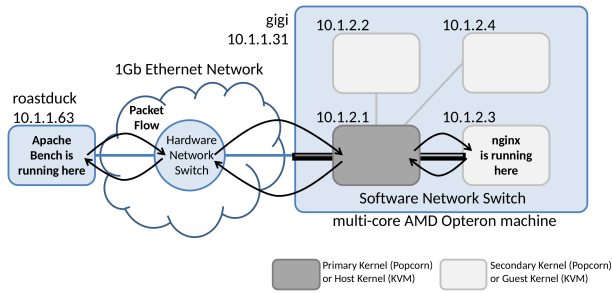 gigi
10.1.1.31
10.1.2.2
10.1.2.4
1Gb Ethernet Network
roastduck
10.1.1.63
Packet
Flow
10.1.2.1
10.1.2.3
Apache
Bench is
running here
Hardware
Network
Switch
nginx
is running
here
Software Network Switch
multi-core AMD Opteron machine
Primary Kernel (Popcorn)
or Host Kernel (KVM)
Secondary Kernel (Popcorn)
or Guest Kernel (KVM)